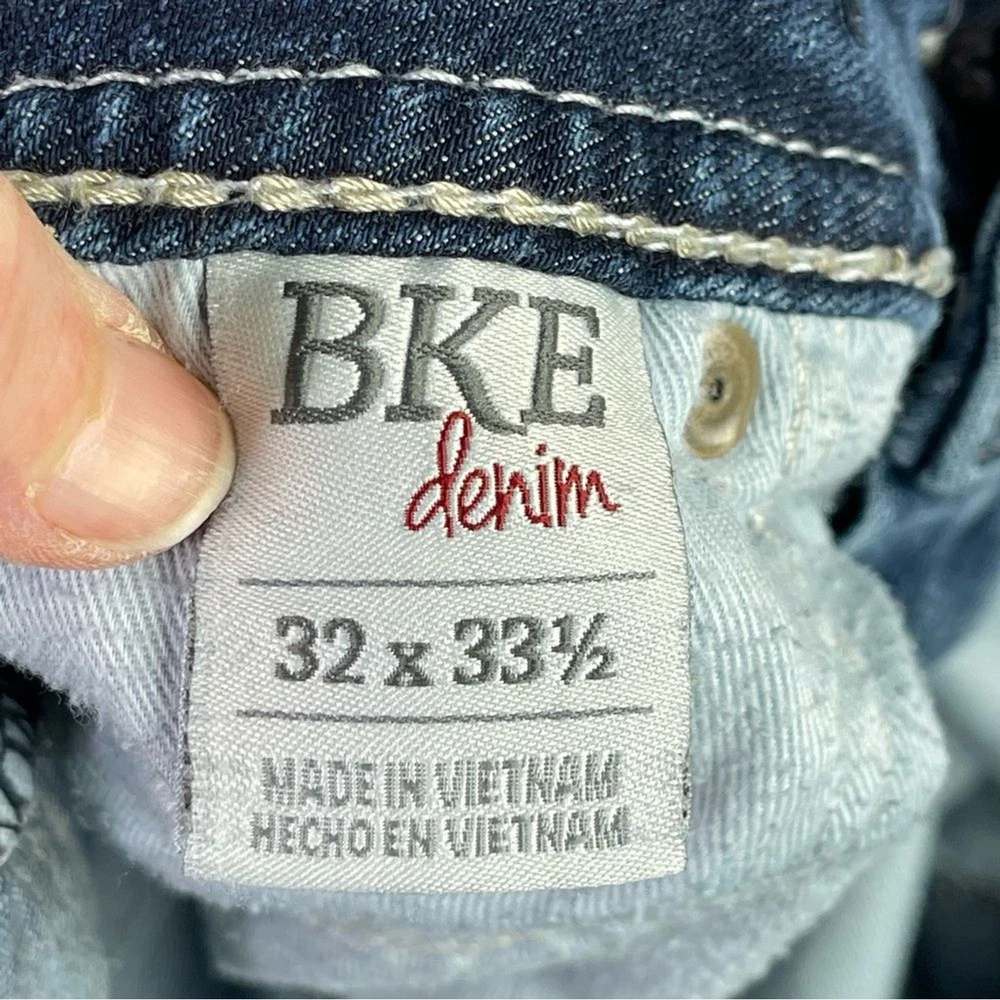 BKE
denim
32 x 33½
MADE IN VIETNAM
HECHO EN VIETNAM